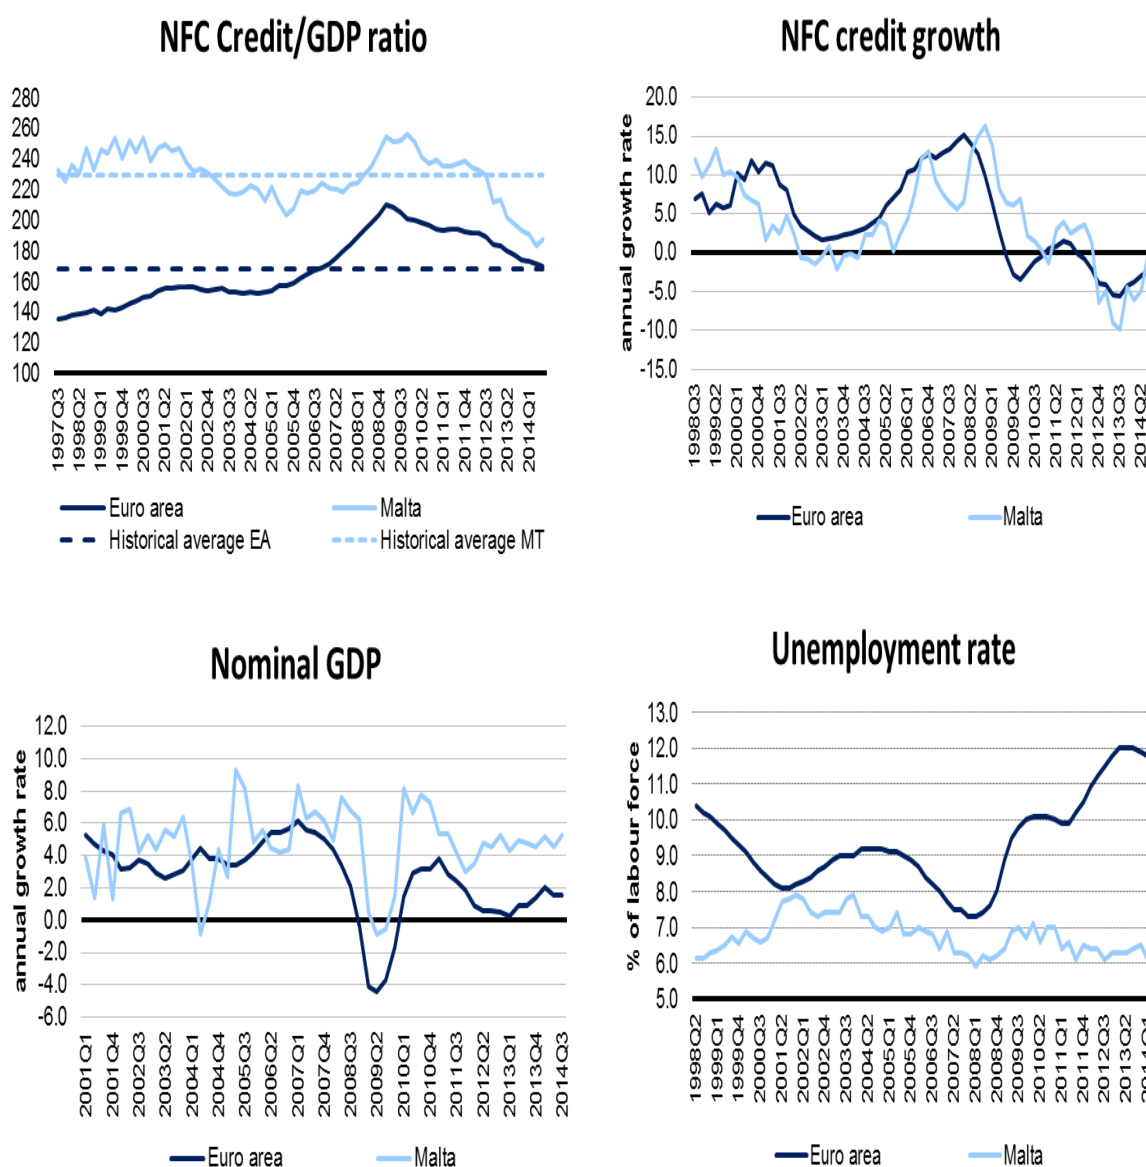 NFC Credit/GDP ratio
280
260
240
220
200
180
160
140
120
100
1997Q3
1998Q2
1999Q1
1999Q4
2000Q3
2001Q2
2002Q1
2002Q4
2003Q3
2004Q2
2005Q1
2005Q4
2006Q3
2007Q2
2008Q1
2008Q4
2009Q3
2010Q2
2011Q1
2011Q4
2012Q3
2013Q2
2014Q1
Euro area
Malta
Historical average EA
Historical average MT
NFC credit growth
annual growth rate
20.0
15.0
10.0
5.0
0.0
-5.0
-10.0
-15.0
1998Q3
1999Q2
2000Q1
2000Q4
2001Q3
2002Q2
2003Q1
2003Q4
2004Q3
2005Q2
2006Q1
2006Q4
2007Q3
2008Q2
2009Q1
2009Q4
2010Q3
2011Q2
2012Q1
2012Q4
2013Q3
2014Q2
Euro area
Malta
Nominal GDP
annual growth rate
12.0
10.0
8.0
6.0
4.0
2.0
0.0
-2.0
-4.0
-6.0
2001Q1
2001Q4
2002Q3
2003Q2
2004Q1
2004Q4
2005Q3
2006Q2
2007Q1
2007Q4
2008Q3
2009Q2
2010Q1
2010Q4
2011Q3
2012Q2
2013Q1
2013Q4
2014Q3
Euro area
Malta
Unemployment rate
% of labour force
13.0
12.0
11.0
10.0
9.0
8.0
7.0
6.0
5.0
1998Q2
1999Q1
1999Q4
2000Q3
2001Q2
2002Q1
2002Q4
2003Q3
2004Q2
2005Q1
2005Q4
2006Q3
2007Q2
2008Q1
2008Q4
2009Q3
2010Q2
2011Q1
2011Q4
2012Q3
2013Q2
2014Q1
Euro area
Malta